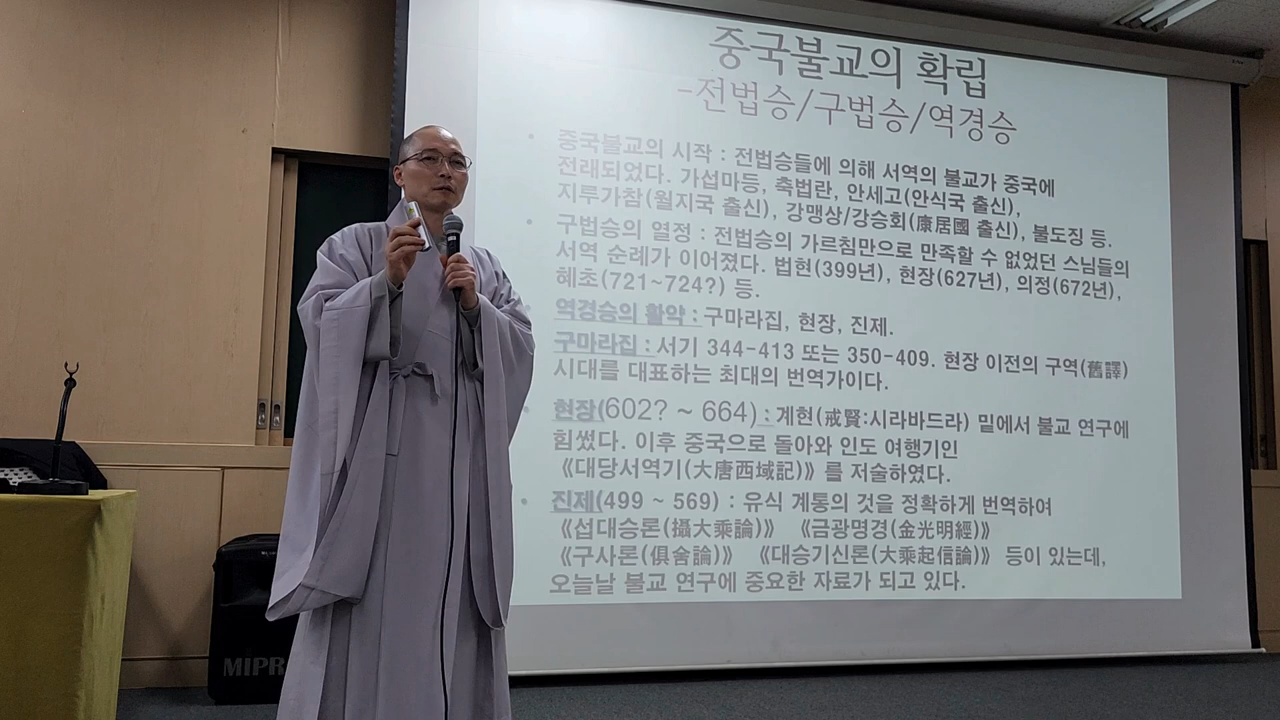 중국불교의 확립
-전법승/구법승/역경승
• 중국불교의 시작 : 전법승들에 의해 서역의 불교가 중국에
전래되었다. 가섭마등, 축법란, 안세고(안식국 출신),
지루가참(월지국 출신), 강맹상/강승회(康居國 출신), 불도징 등.
• 구법승의 열정 : 전법승의 가르침만으로 만족할 수 없었던 스님들의
서역 순례가 이어졌다. 법현(399년), 현장(627년), 의정(672년),
혜초(721~724?) 등.
• 역경승의 활약 : 구마라집, 현장, 진제.
• 구마라집 : 서기 344-413 또는 350-409. 현장 이전의 구역(舊譯)
시대를 대표하는 최대의 번역가이다.
• 현장(602? ~ 664) : 계현(戒賢:시라바드라) 밑에서 불교 연구에
힘썼다. 이후 중국으로 돌아와 인도 여행기인
《대당서역기(大唐西域記)》를 저술하였다.
• 진제(499 ~ 569) : 유식 계통의 것을 정확하게 번역하여
《섭대승론(攝大乘論)》 《금광명경(金光明經)》
《구사론(俱舍論)》 《대승기신론(大乘起信論)》 등이 있는데,
오늘날 불교 연구에 중요한 자료가 되고 있다.
MIPR